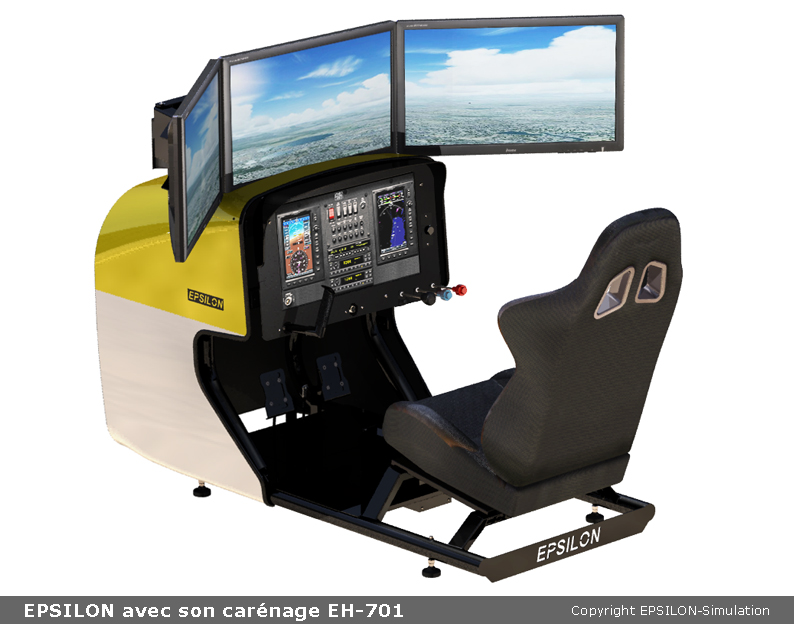 EPSILON
EPSILON
EPSILON avec son carénage EH-701
Copyright EPSILON-Simulation